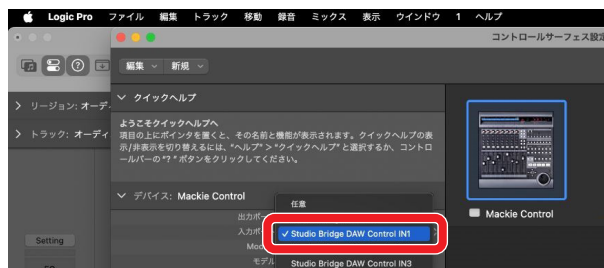 Logic Pro ファイル 編集 トラック 移動 録音 ミックス 表示 ウインドウ 1 ヘルプ
コントロールサーフェス設定
編集 新規
リージョン: オーデ
トラック: オーディ
クイックヘルプ
ようこそクイックヘルプへ
項目の上にポインタを置くと、その名前と機能が表示されます。クイックヘルプの表
示/非表示を切り替えるには、"ヘルプ" > "クイックヘルプ" と選択するか、コントロ
ールバーの "?" ボタンをクリックしてください。
デバイス: Mackie Control
任意
出力ポー
入力ポー
✓ Studio Bridge DAW Control IN1
モデル
Studio Bridge DAW Control IN3
Mackie Control
Setting